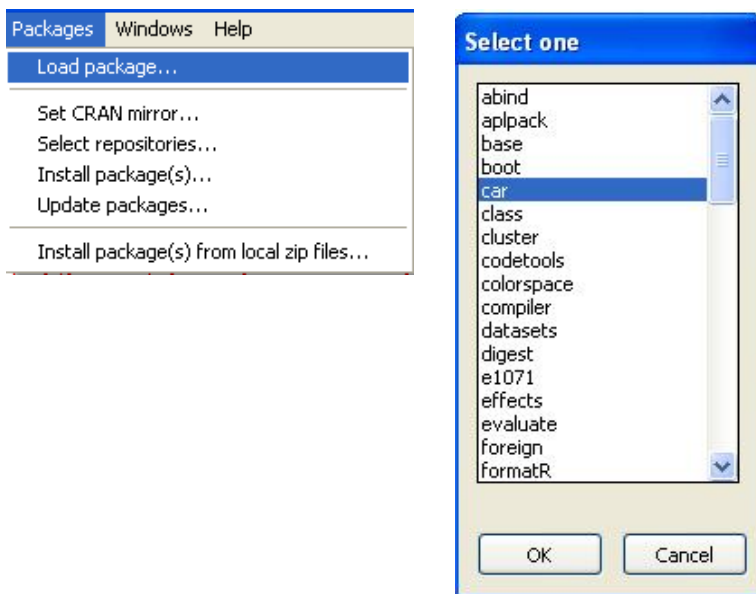 Packages Windows Help
Load package...
Set CRAN mirror...
Select repositories...
Install package(s)...
Update packages...
Install package(s) from local zip files...
Select one
abind
aplpack
base
boot
car
class
cluster
codetools
colorspace
compiler
datasets
digest
e1071
effects
evaluate
foreign
formatR
OK Cancel